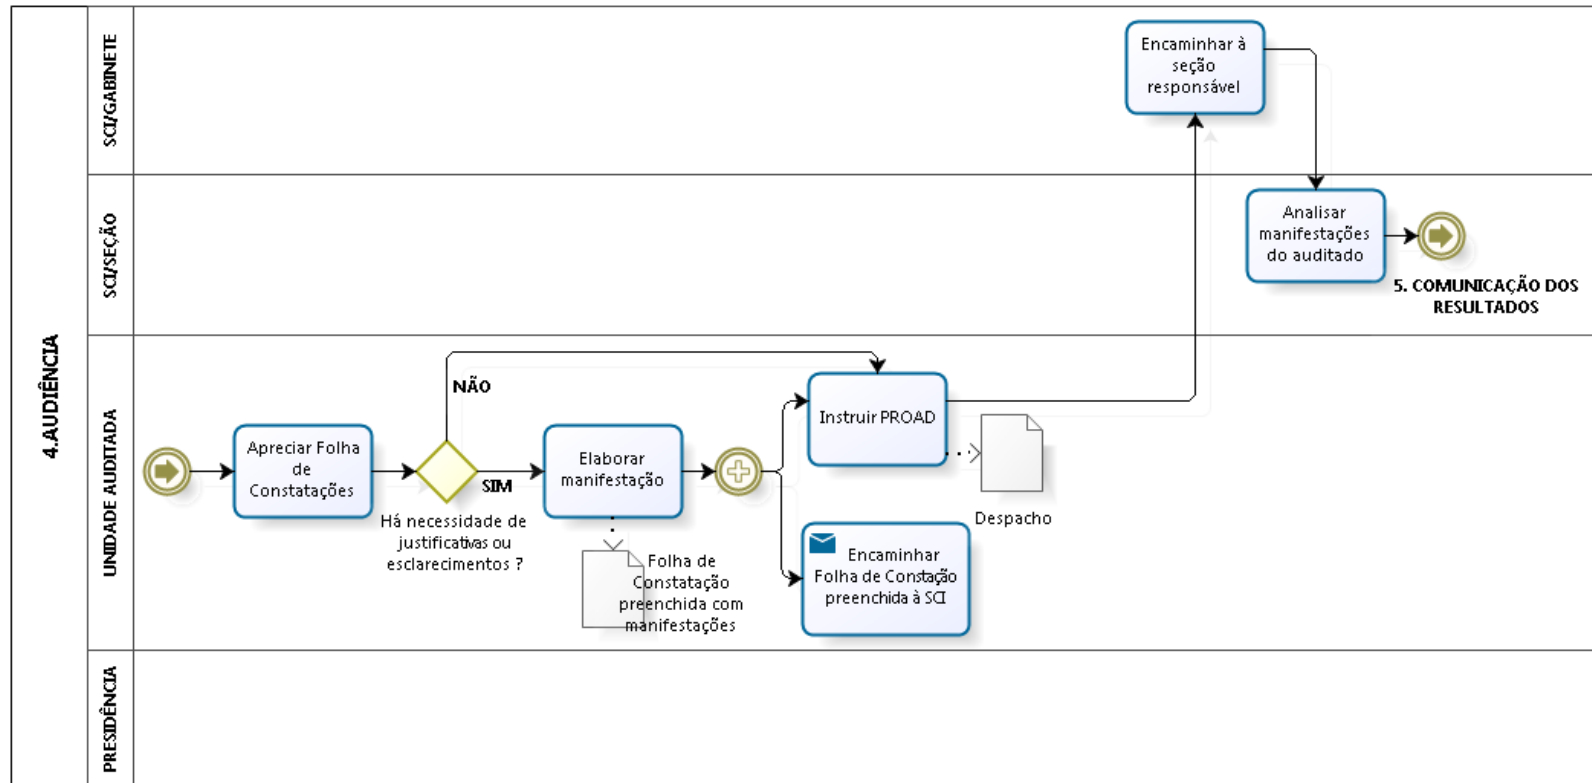 4.AUDIÊNCIA
SCI/GABINETE
Encaminhar à
seção
responsável
SCI/SEÇÃO
Analisar
manifestações
do auditado
5. COMUNICAÇÃO DOS
RESULTADOS
UNIDADE AUDITADA
Apreciar Folha
de
Constatações
NÃO
SIM
Há necessidade de
justificativas ou
esclarecimentos ?
Elaborar
manifestação
Folha de
Constatação
preenchida com
manifestações
Instruir PROAD
Despacho
Encaminhar
Folha de Constação
preenchida à SCI
PRESIDÊNCIA